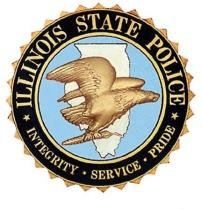 ILLINOIS STATE POLICE
★ INTEGRITY • SERVICE • PRIDE ★